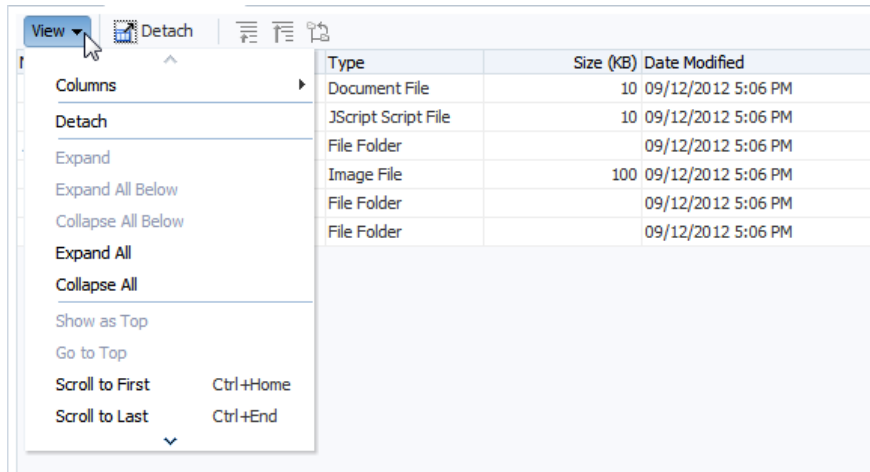 View Detach
Type Size (KB) Date Modified
Columns Document File 10 09/12/2012 5:06 PM
Detach JScript Script File 10 09/12/2012 5:06 PM
File Folder 09/12/2012 5:06 PM
Expand
Image File 100 09/12/2012 5:06 PM
Expand All Below
File Folder 09/12/2012 5:06 PM
Collapse All Below
File Folder 09/12/2012 5:06 PM
Expand All
Collapse All
Show as Top
Go to Top
Scroll to First Ctrl+Home
Scroll to Last Ctrl+End